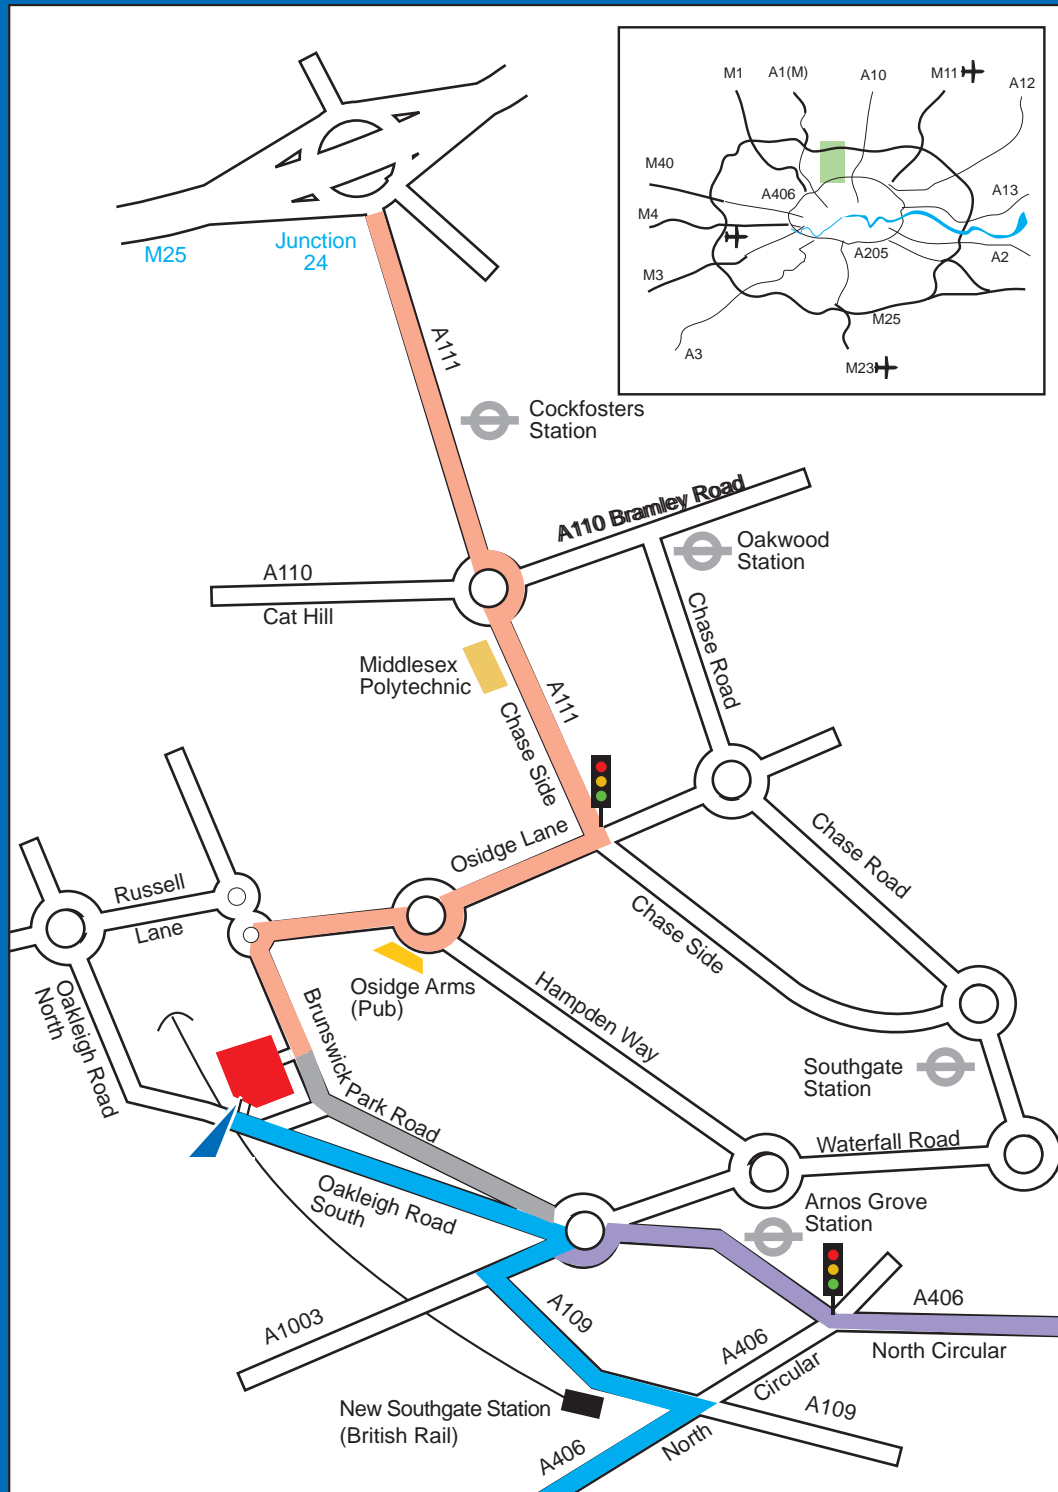 M1
A1(M)
A10
M11
A12
M40
A406
A13
M4
A205
A2
M3
M25
A3
M23
M25
Junction
24
A111
Cockfosters
Station
A110 Bramley Road
Oakwood
Station
A110
Cat Hill
Chase Road
Middlesex
Polytechnic
A111
Chase Side
Osidge Lane
Chase Road
Russell
Lane
Chase Side
Osidge Arms
(Pub)
Hampden Way
Oakleigh Road
North
Brunswick
Park Road
Southgate
Station
Waterfall Road
Oakleigh Road
South
Arnos Grove
Station
A1003
A109
A406
A406
North Circular
Circular
North
A109
New Southgate Station
(British Rail)
A406